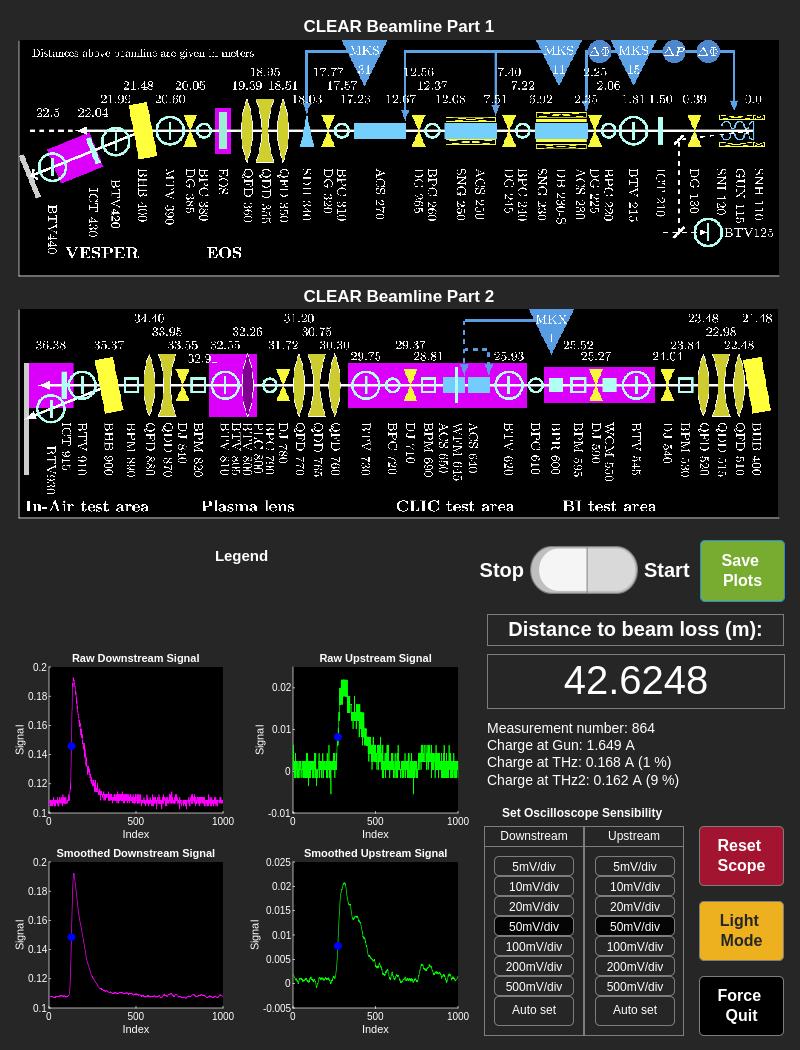 CLEAR Beamline Part 1
Distances above beamline are given in meters
MKS 31
MKS 11
ΔΦ
MKS 15
ΔP
ΔΦ
18.95 17.77 12.56 7.40 2.25
21.48 26.05 19.39 18.51 17.57 12.37 7.22 2.06
22.5 22.04 21.99 20.60 18.03 17.23 12.67 12.08 7.51 6.92 2.35 1.81 1.50 0.39 0.0
BTV440 ICT 430 BTV420 BHB 400 MTV 390 DG 385 BPC 380 EOS QFD 360 QDD 355 QFD 350 SDH 340 DG 320 BPC 310 ACS 270 DG 265 BPC 260 SNG 250 ACS 250 DG 245 BPC 240 SNG 230 DB 230-S ACS 230 DG 225 BPC 220 BTV 215 ICT 210 DG 130 SNI 120 GUN 115 SNH 110
BTV125
VESPER EOS
CLEAR Beamline Part 2
MKX 1
34.40 31.20 23.48 21.48
33.95 32.26 30.75 29.37 25.52 22.98
36.38 35.37 33.55 32.55 31.72 30.30 25.93 23.84 22.48
29.75 28.81 25.27 24.04
BTV930 ICT 915 BTV 910 BHB 900 BPM 890 QFD 880 QDD 870 DJ 840 BPM 820 BTV 810 BTV 805 BTV 800 PLC 800 BPC 790 DJ 780 QFD 770 QDD 765 QFD 760 BTV 730 BPC 720 DJ 710 BPM 690 ACS 650 WFM 645 ACS 640 BTV 620 BPC 610 BPR 600 BPM 595 DJ 590 WCM 550 BTV 545 DJ 540 BPM 530 QFD 520 QDD 515 QFD 510 BHB 400
In-Air test area Plasma lens CLIC test area BI test area
Legend
Stop Start
Save
Plots
Distance to beam loss (m):
42.6248
Measurement number: 864
Charge at Gun: 1.649 A
Charge at THz: 0.168 A (1 %)
Charge at THz2: 0.162 A (9 %)
Raw Downstream Signal
Signal
0.2
0.18
0.16
0.14
0.12
0.1
0 500 1000
Index
Raw Upstream Signal
Signal
0.02
0.01
0
-0.01
0 500 1000
Index
Smoothed Downstream Signal
Signal
0.2
0.18
0.16
0.14
0.12
0.1
0 500 1000
Index
Smoothed Upstream Signal
Signal
0.025
0.02
0.015
0.01
0.005
0
-0.005
0 500 1000
Index
Set Oscilloscope Sensibility
Downstream Upstream
5mV/div 5mV/div
10mV/div 10mV/div
20mV/div 20mV/div
50mV/div 50mV/div
100mV/div 100mV/div
200mV/div 200mV/div
500mV/div 500mV/div
Auto set Auto set
Reset
Scope
Light
Mode
Force
Quit